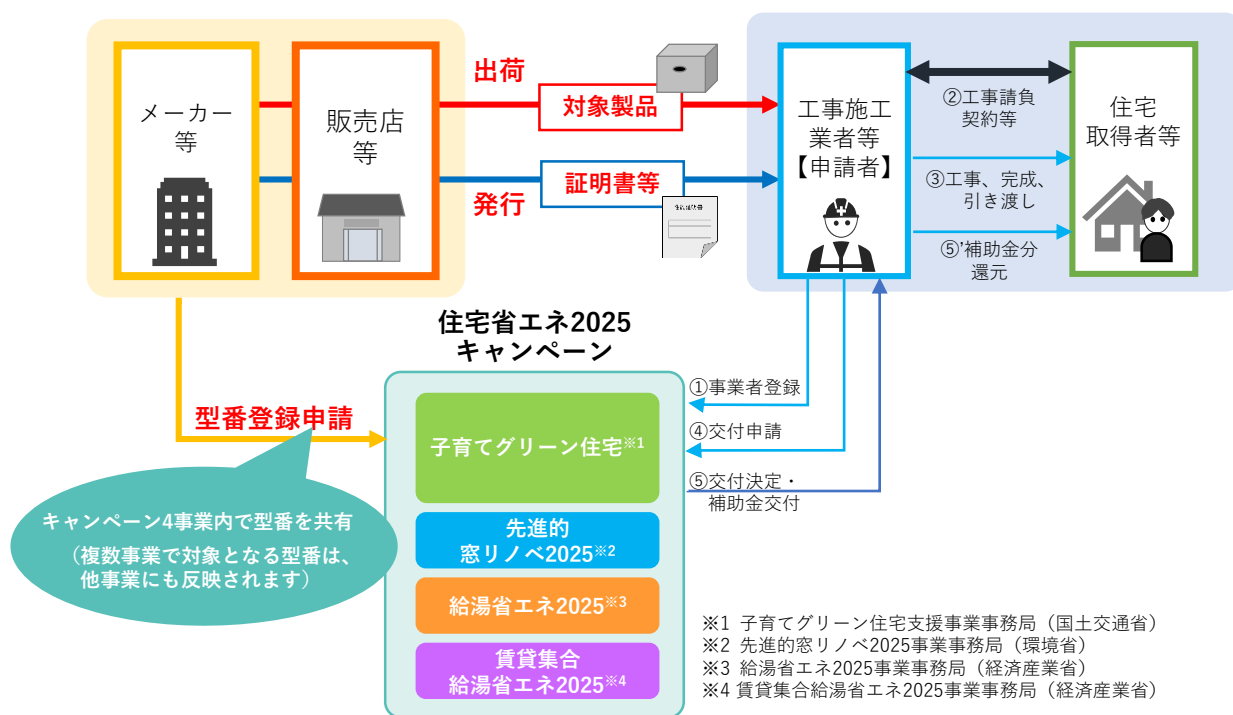 メーカー
等
販売店
等
出荷
対象製品
発行
証明書等
工事施工
業者等
【申請者】
②工事請負
契約等
③工事、完成、
引き渡し
⑤’補助金分
還元
住宅
取得者等
住宅省エネ2025
キャンペーン
型番登録申請
キャンペーン4事業内で型番を共有
（複数事業で対象となる型番は、
他事業にも反映されます）
子育てグリーン住宅※1
先進的
窓リノベ2025※2
給湯省エネ2025※3
賃貸集合
給湯省エネ2025※4
①事業者登録
④交付申請
⑤交付決定・
補助金交付
※1 子育てグリーン住宅支援事業事務局（国土交通省）
※2 先進的窓リノベ2025事業事務局（環境省）
※3 給湯省エネ2025事業事務局（経済産業省）
※4 賃貸集合給湯省エネ2025事業事務局（経済産業省）